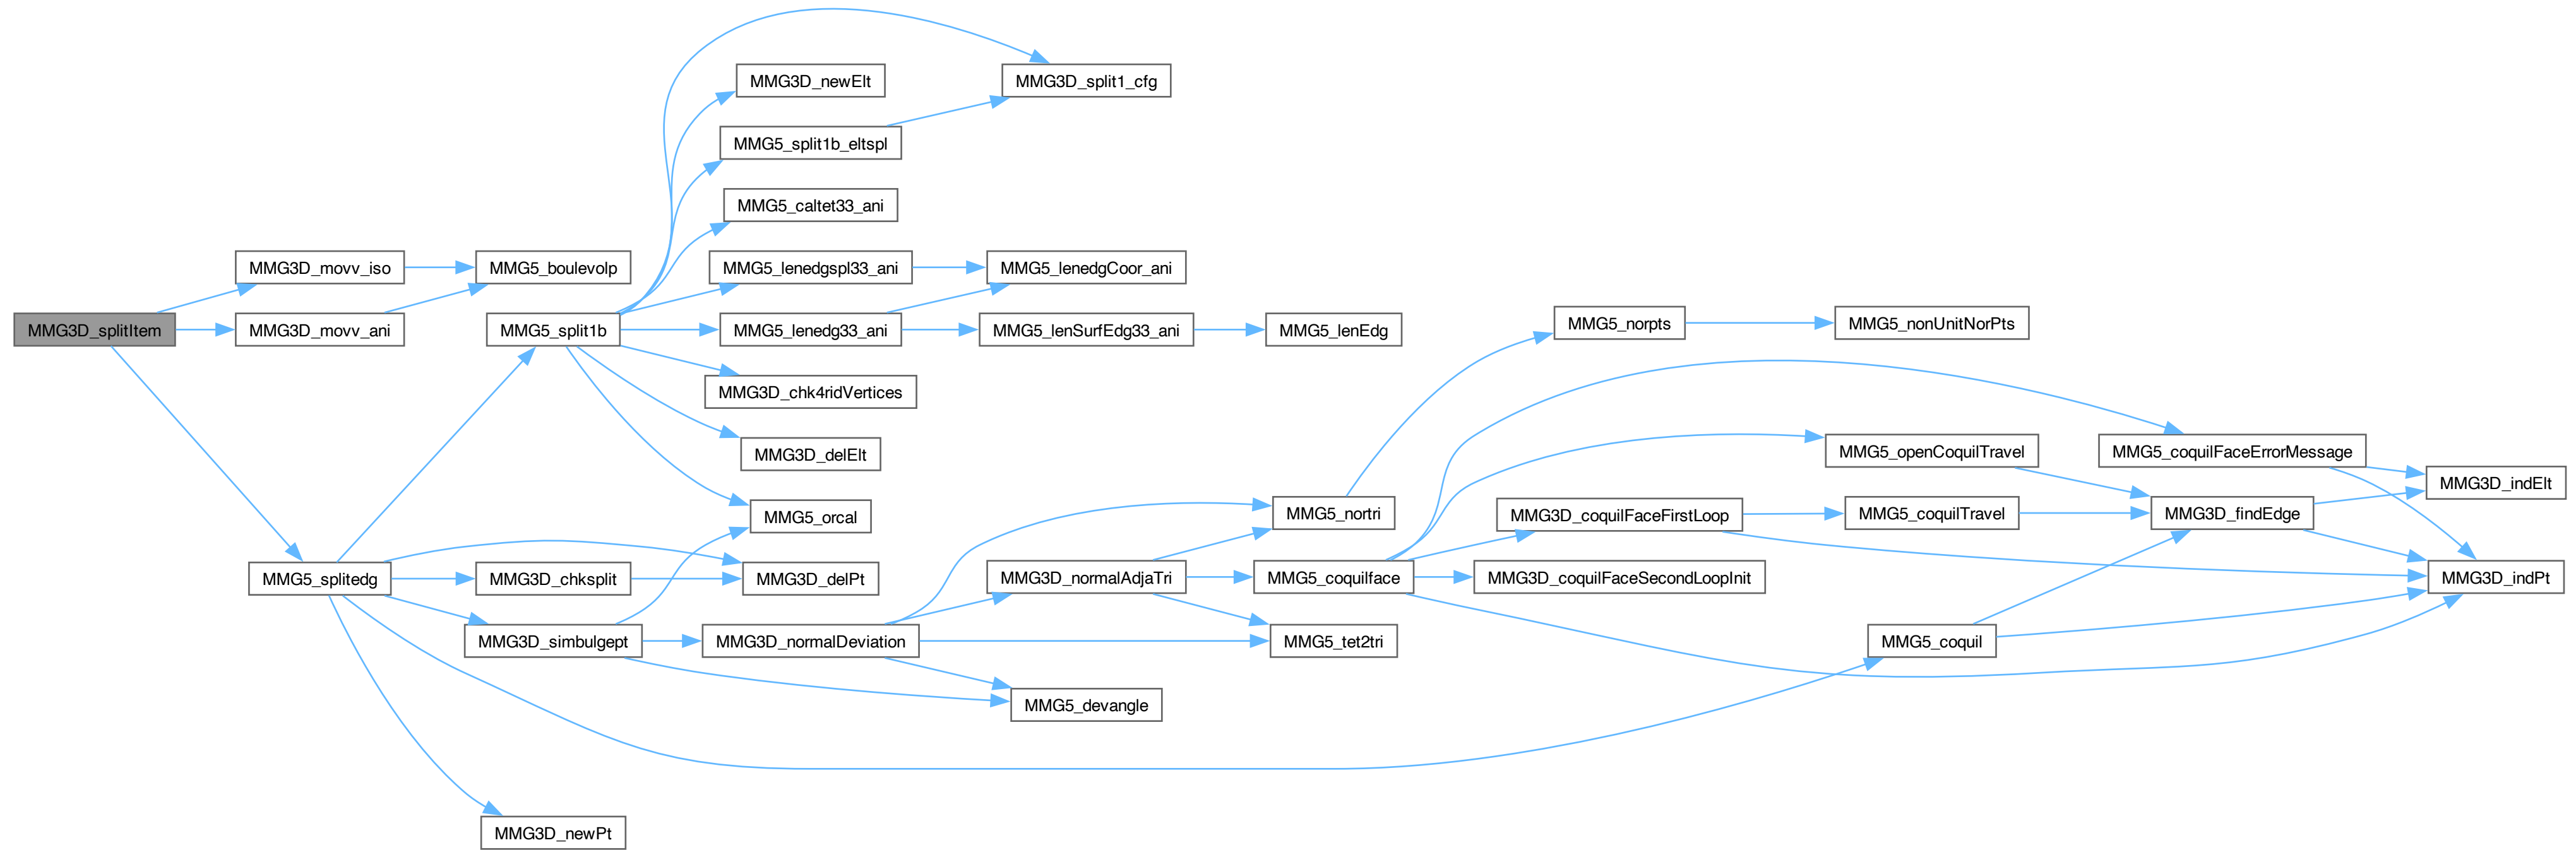 MMG3D_splitItem
MMG3D_movv_iso
MMG3D_movv_ani
MMG5_splitedg
MMG5_boulevolp
MMG5_split1b
MMG3D_chksplit
MMG3D_simbulgept
MMG3D_newPt
MMG3D_newElt
MMG5_split1b_eltspl
MMG5_caltet33_ani
MMG5_lenedgspl33_ani
MMG5_lenedg33_ani
MMG3D_chk4ridVertices
MMG3D_delElt
MMG5_orcal
MMG3D_delPt
MMG3D_normalDeviation
MMG3D_split1_cfg
MMG5_lenedgCoor_ani
MMG5_lenSurfEdg33_ani
MMG3D_normalAdjaTri
MMG5_devangle
MMG5_lenEdg
MMG5_nortri
MMG5_coquilface
MMG5_tet2tri
MMG5_norpts
MMG3D_coquilFaceFirstLoop
MMG3D_coquilFaceSecondLoopInit
MMG5_nonUnitNorPts
MMG5_openCoquilTravel
MMG5_coquilTravel
MMG5_coquil
MMG5_coquilFaceErrorMessage
MMG3D_findEdge
MMG3D_indElt
MMG3D_indPt